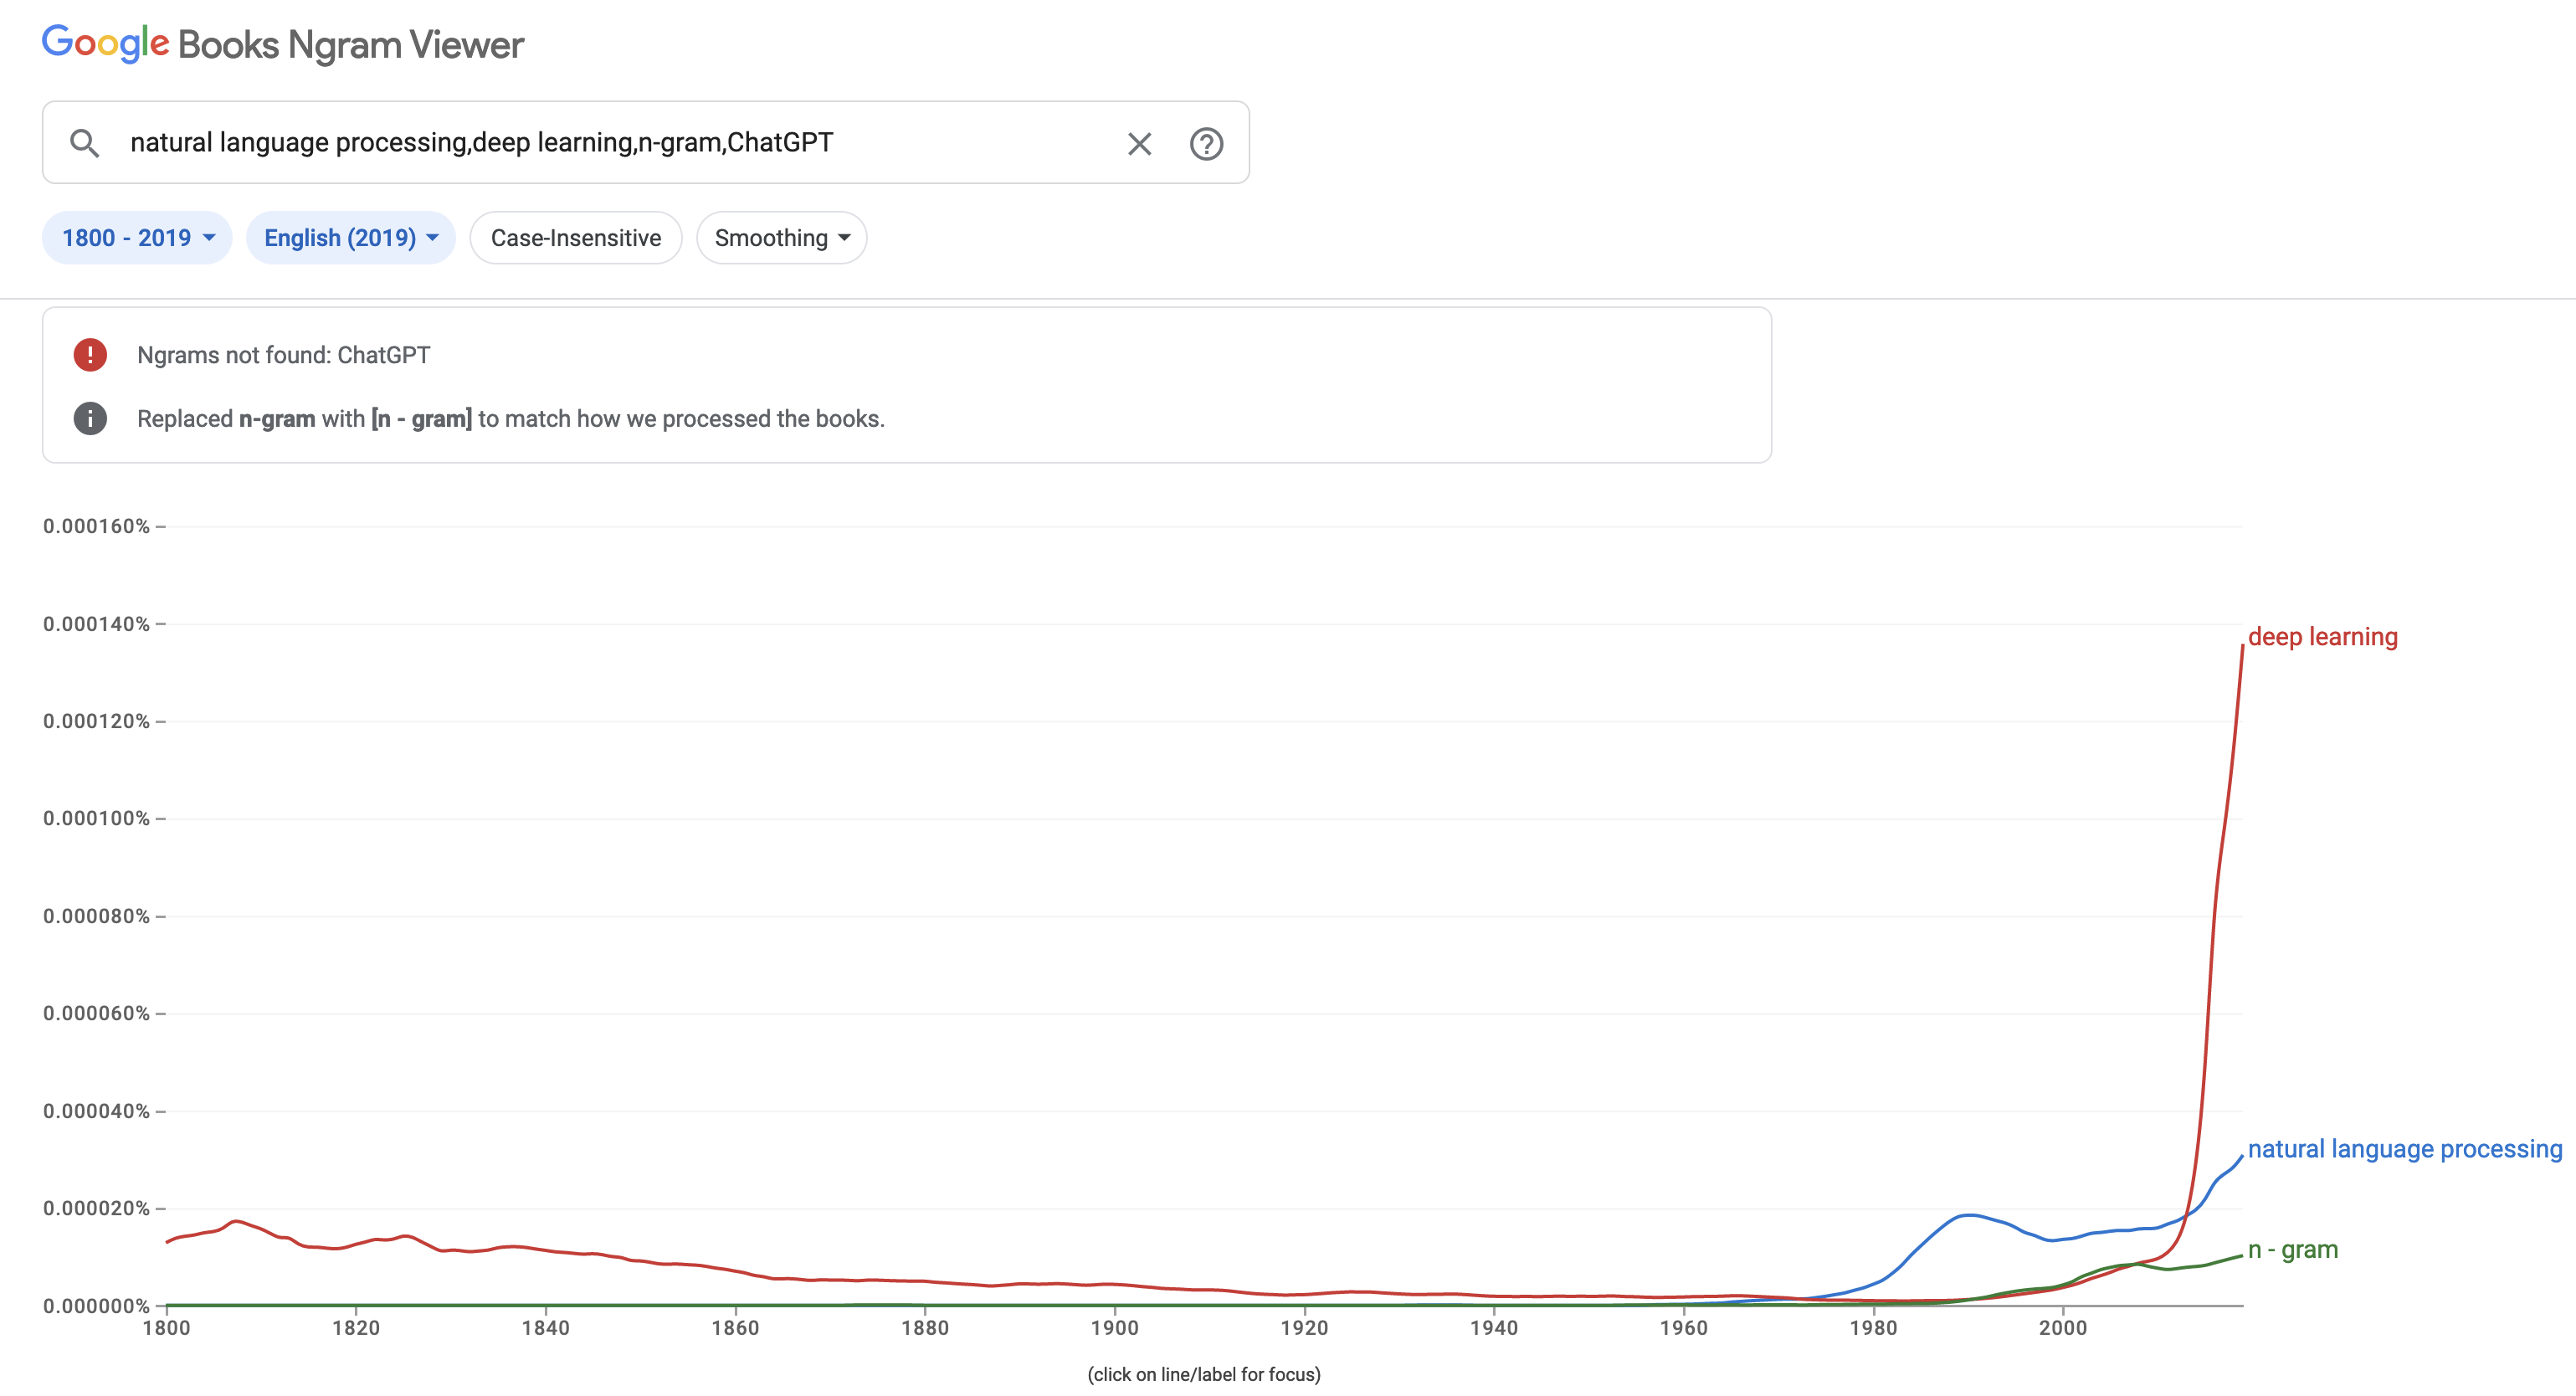 Google Books Ngram Viewer
natural language processing,deep learning,n-gram,ChatGPT
1800 - 2019
English (2019)
Case-Insensitive
Smoothing
Ngrams not found: ChatGPT
Replaced n-gram with [n - gram] to match how we processed the books.
0.000160%
0.000140%
deep learning
0.000120%
0.000100%
0.000080%
0.000060%
0.000040%
natural language processing
0.000020%
n - gram
0.000000%
1800 1820 1840 1860 1880 1900 1920 1940 1960 1980 2000
(click on line/label for focus)